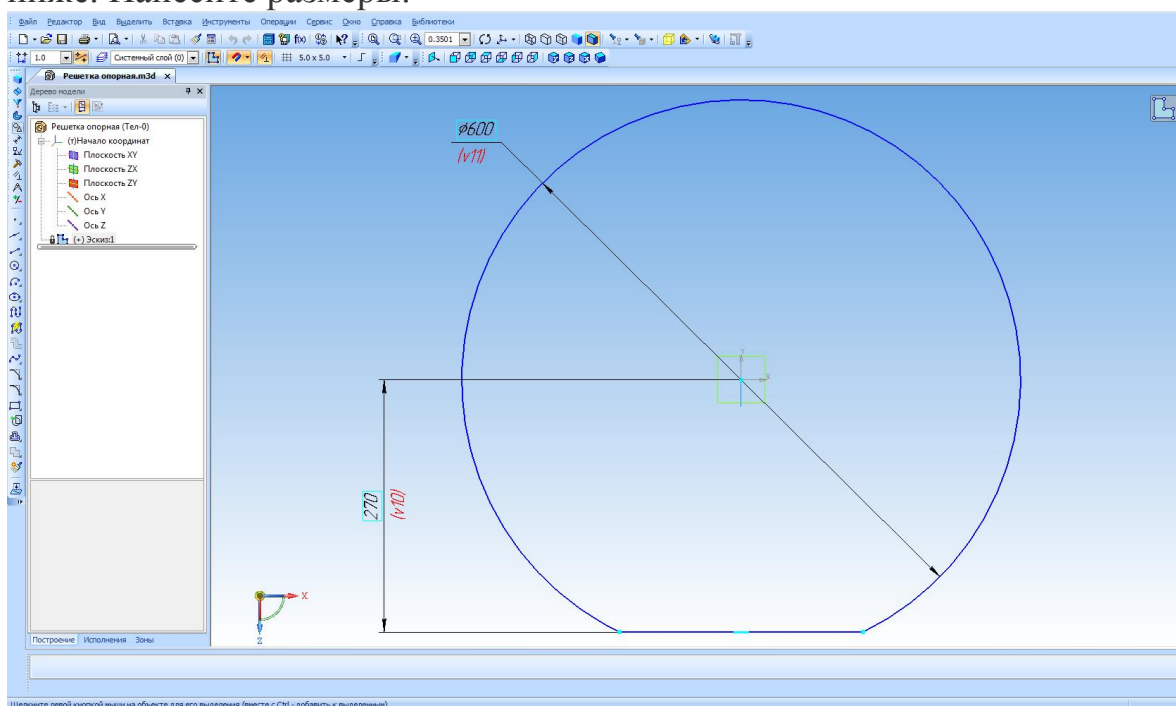 ниже. Нанесите размеры.
Файл Редактор Вид Выделить Вставка Инструменты Операции Сервис Окно Справка Библиотеки
0.3501
1.0 Системный слой (0) 5.0 x 5.0
Решетка опорная.m3d x
Дерево модели
Решетка опорная (Тел-0)
(т)Начало координат
Плоскость XY
Плоскость ZX
Плоскость ZY
Ось X
Ось Y
Ось Z
(+) Эскиз:1
ø600
(v11)
Y
X
270
(v10)
X
Z
Построение Исполнения Зоны
Щелкните левой кнопкой мыши на объекте для его выделения (вместе с Ctrl - добавить к выделенным)